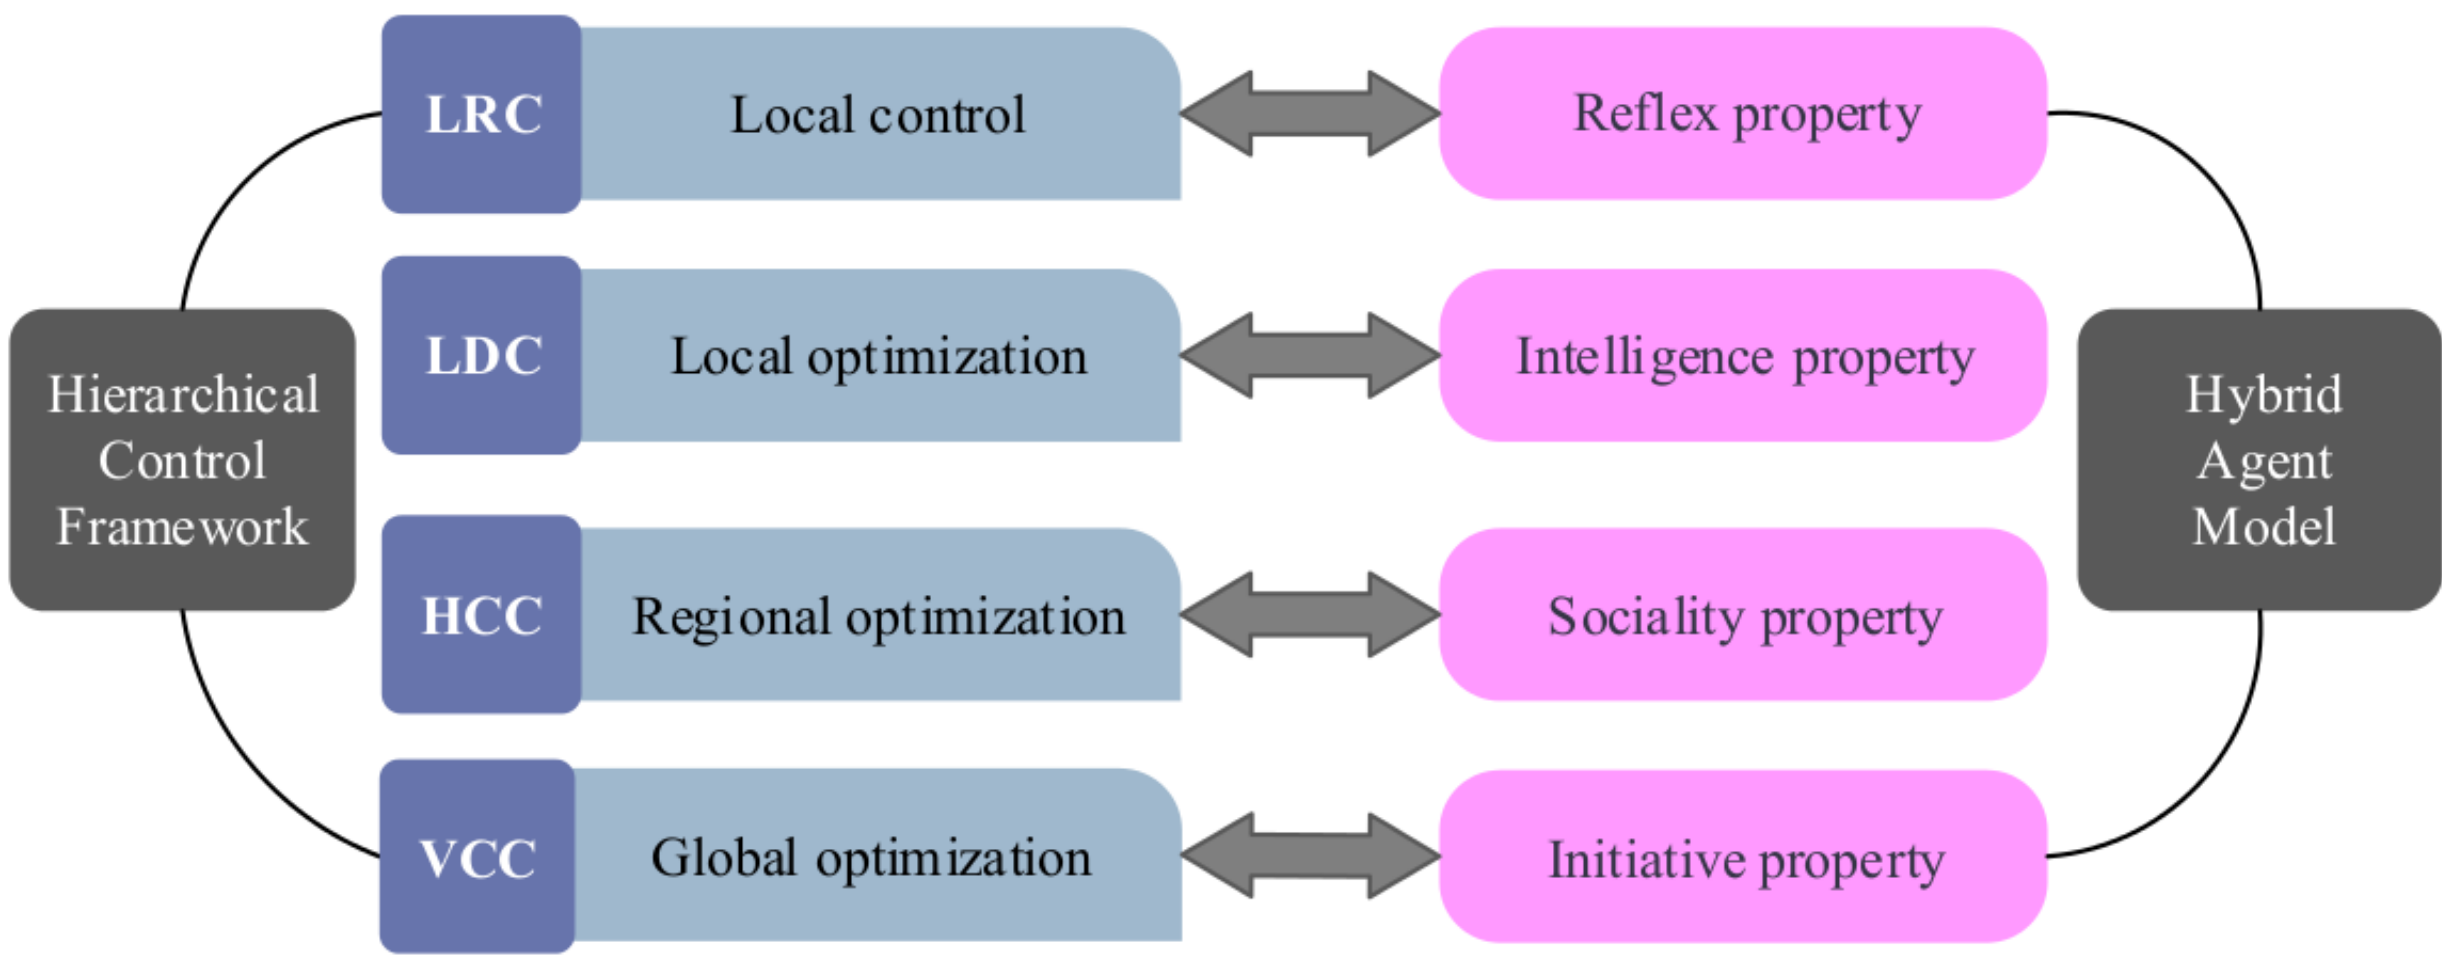 LRC
Local control
Reflex property
LDC
Local optimization
Intelligence property
Hierarchical
Control
Framework
Hybrid
Agent
Model
HCC
Regional optimization
Sociality property
VCC
Global optimization
Initiative property